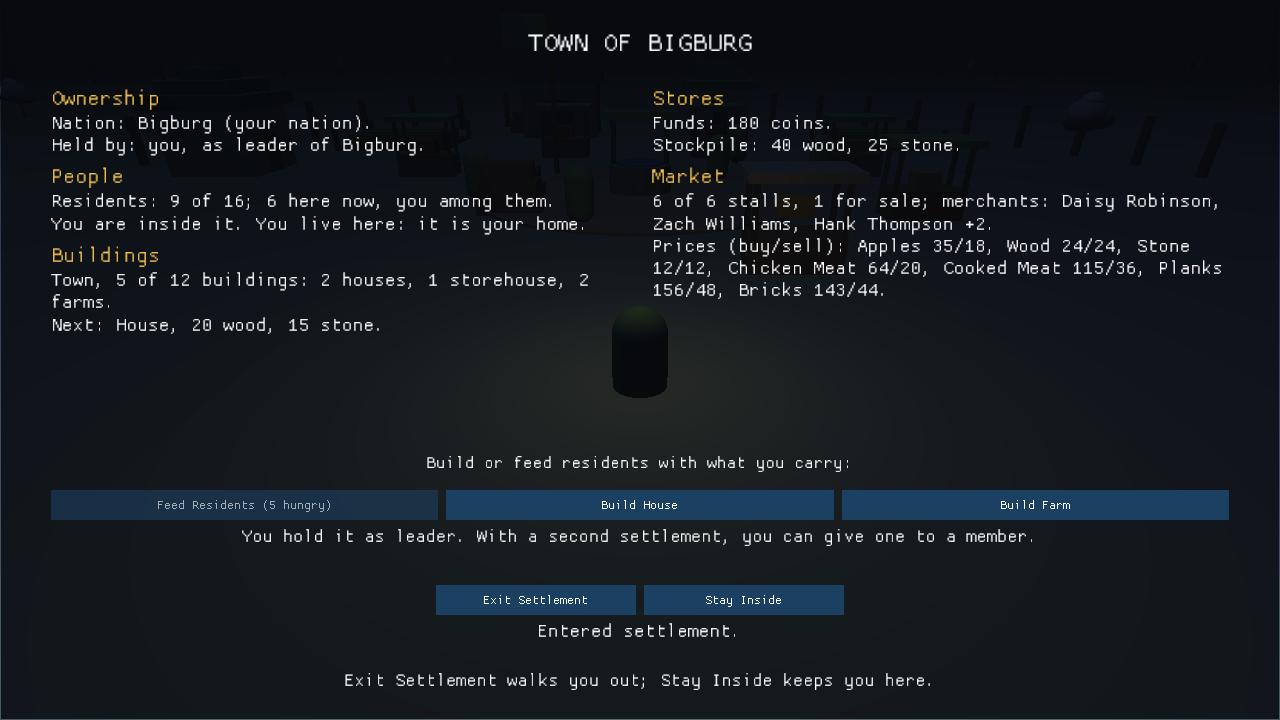 TOWN OF BIGBURG
Ownership
Nation: Bigburg (your nation).
Held by: you, as leader of Bigburg.
People
Residents: 9 of 16; 6 here now, you among them.
You are inside it. You live here: it is your home.
Buildings
Town, 5 of 12 buildings: 2 houses, 1 storehouse, 2
farms.
Next: House, 20 wood, 15 stone.
Stores
Funds: 180 coins.
Stockpile: 40 wood, 25 stone.
Market
6 of 6 stalls, 1 for sale; merchants: Daisy Robinson,
Zach Williams, Hank Thompson +2.
Prices (buy/sell): Apples 35/18, Wood 24/24, Stone
12/12, Chicken Meat 64/20, Cooked Meat 115/36, Planks
156/48, Bricks 143/44.
Build or feed residents with what you carry:
Feed Residents (5 hungry)
Build House
Build Farm
You hold it as leader. With a second settlement, you can give one to a member.
Exit Settlement
Stay Inside
Entered settlement.
Exit Settlement walks you out; Stay Inside keeps you here.